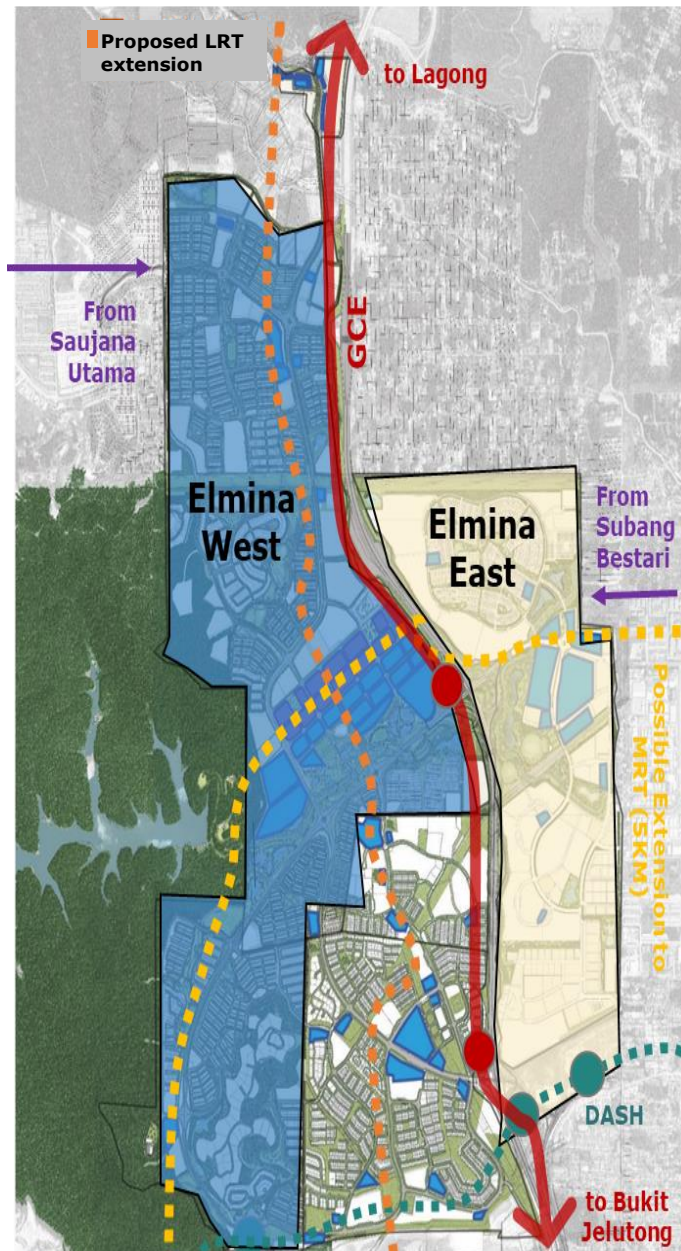 Proposed LRT
extension
to Lagong
From
Saujana
Utama
GCE
Elmina
West
Elmina
East
From
Subang
Bestari
Possible Extension to
MRT (5KM)
DASH
to Bukit
Jelutong